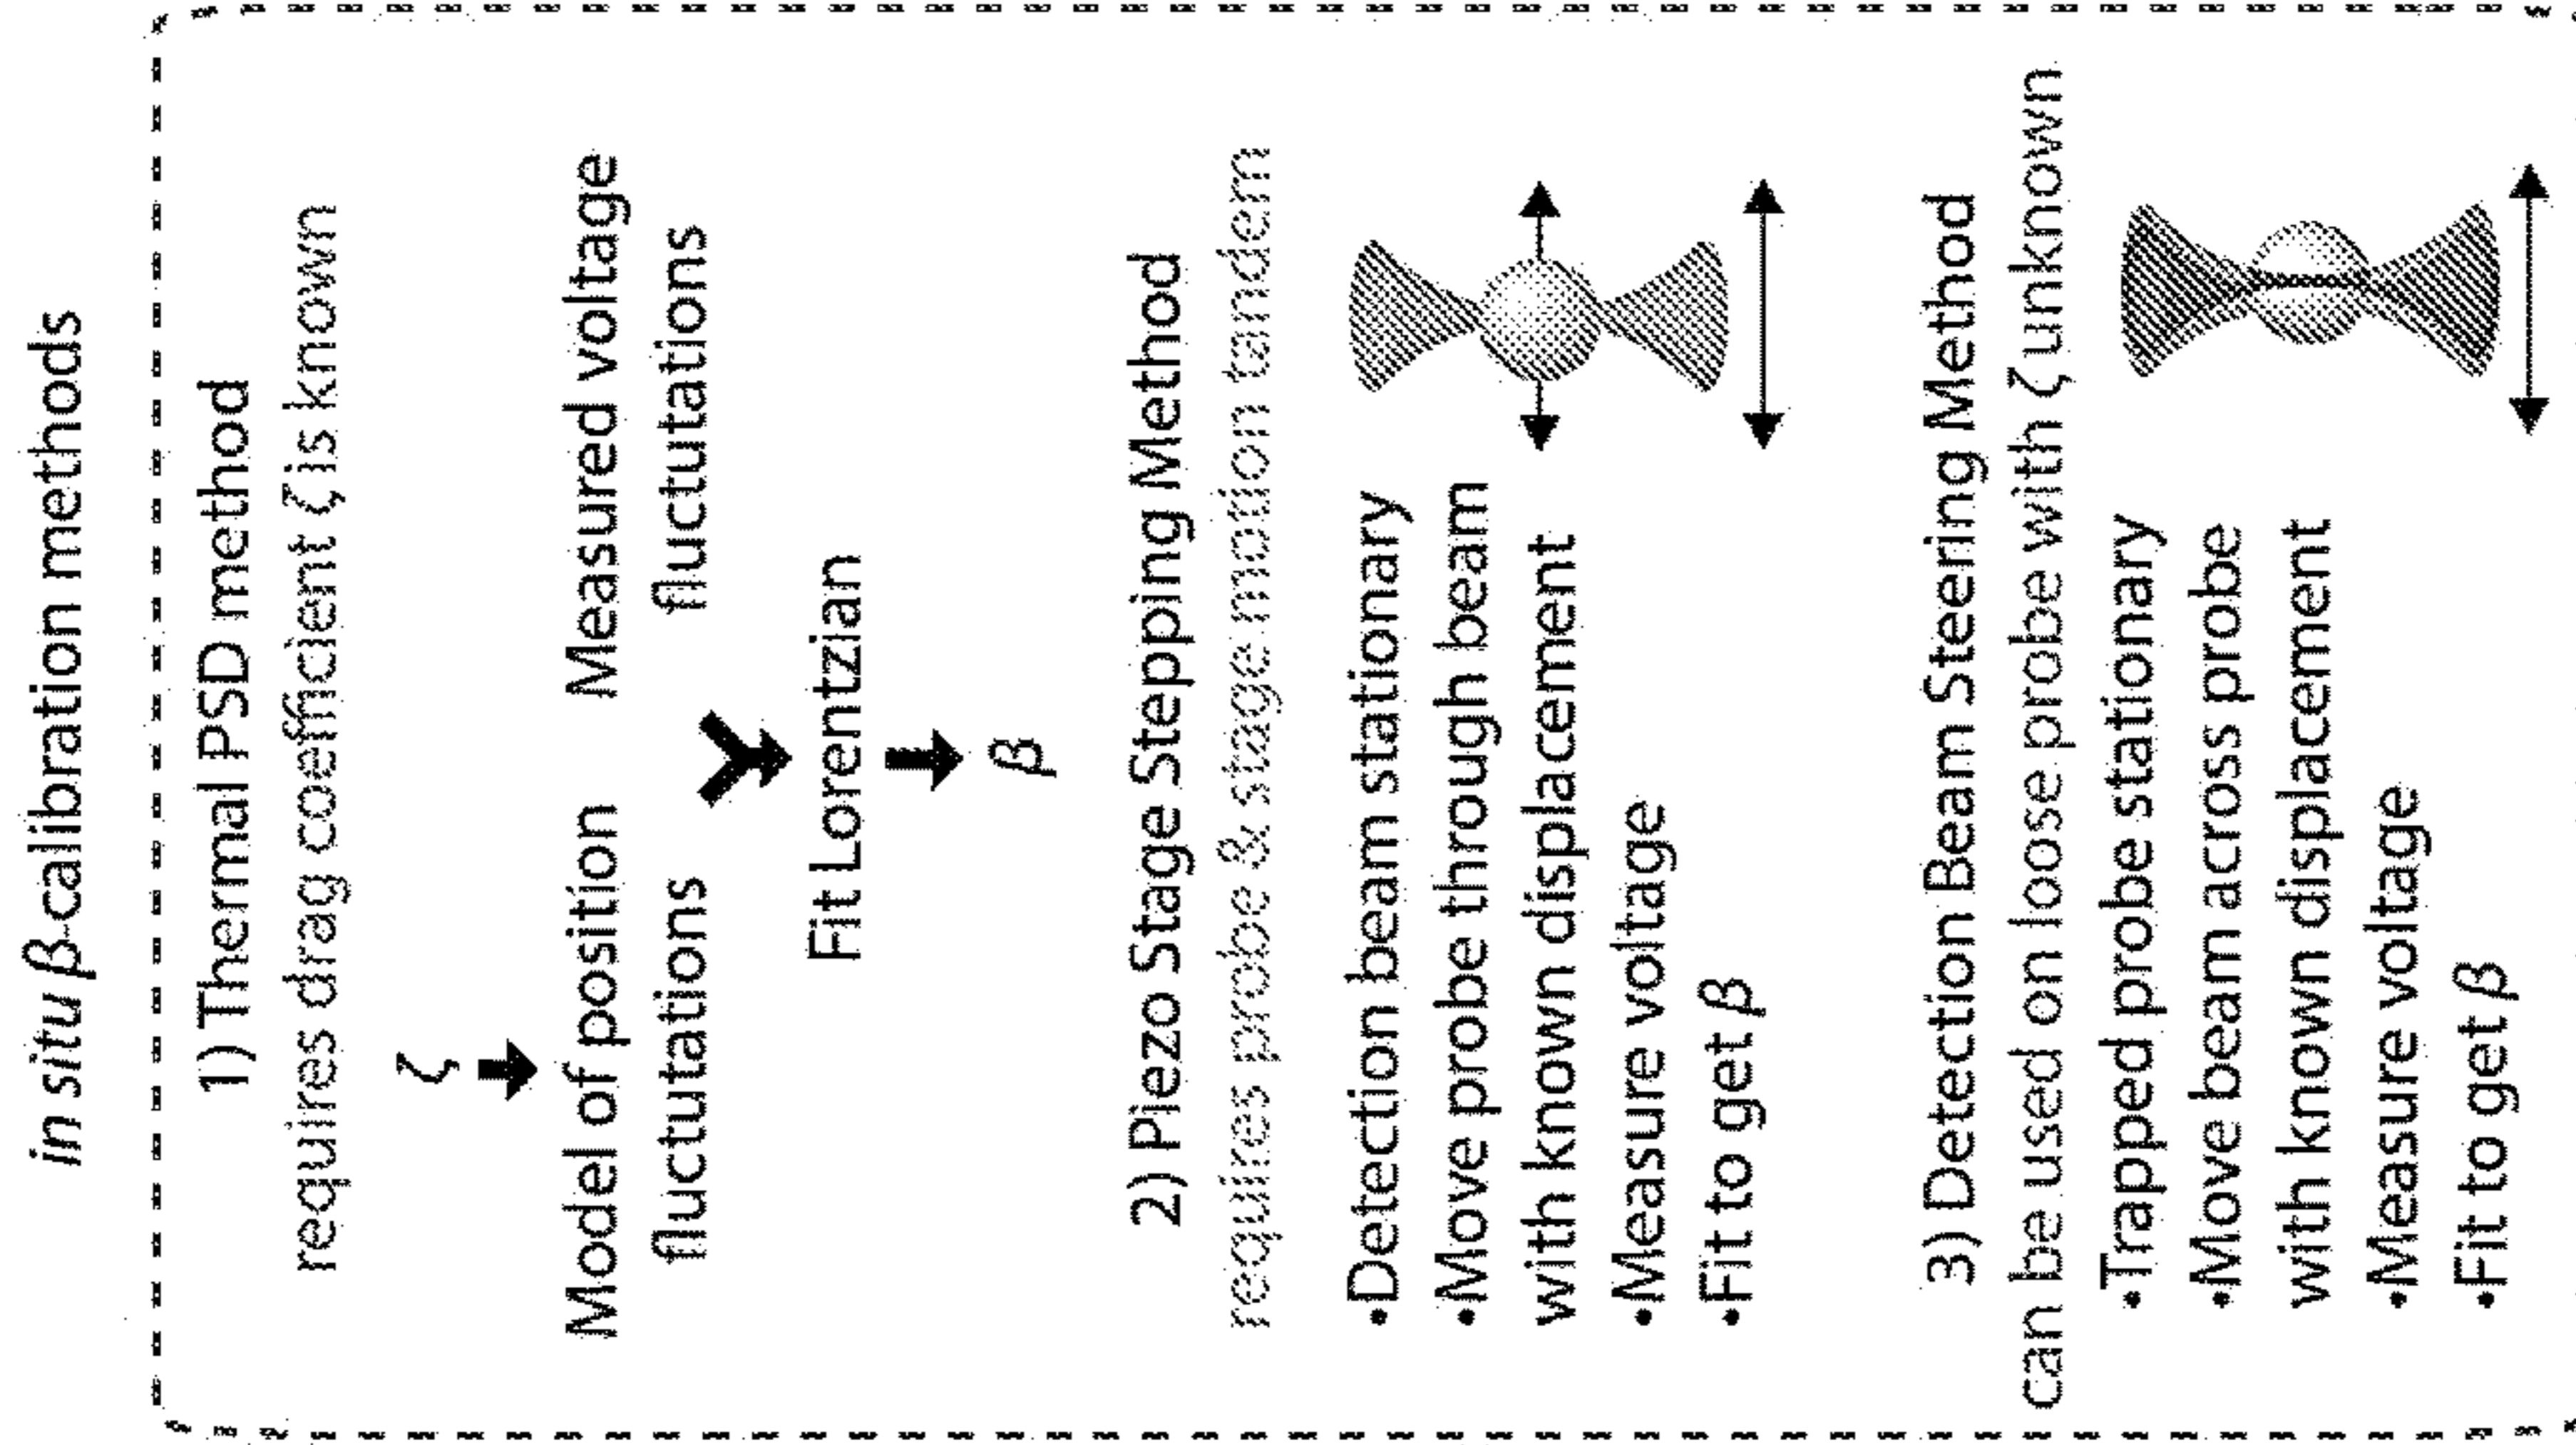 in situ β-calibration methods
1) Thermal PSD method
requires drag coefficient ζ is known
ζ
Model of position
fluctutations
Measured voltage
fluctutations
Fit Lorentzian
β
2) Piezo Stage Stepping Method
requires probe & stage motion tandem
•Detection beam stationary
•Move probe through beam
with known displacement
•Measure voltage
•Fit to get β
3) Detection Beam Steering Method
can be used on loose probe with ζ unknown
•Trapped probe stationary
•Move beam across probe
with known displacement
•Measure voltage
•Fit to get β